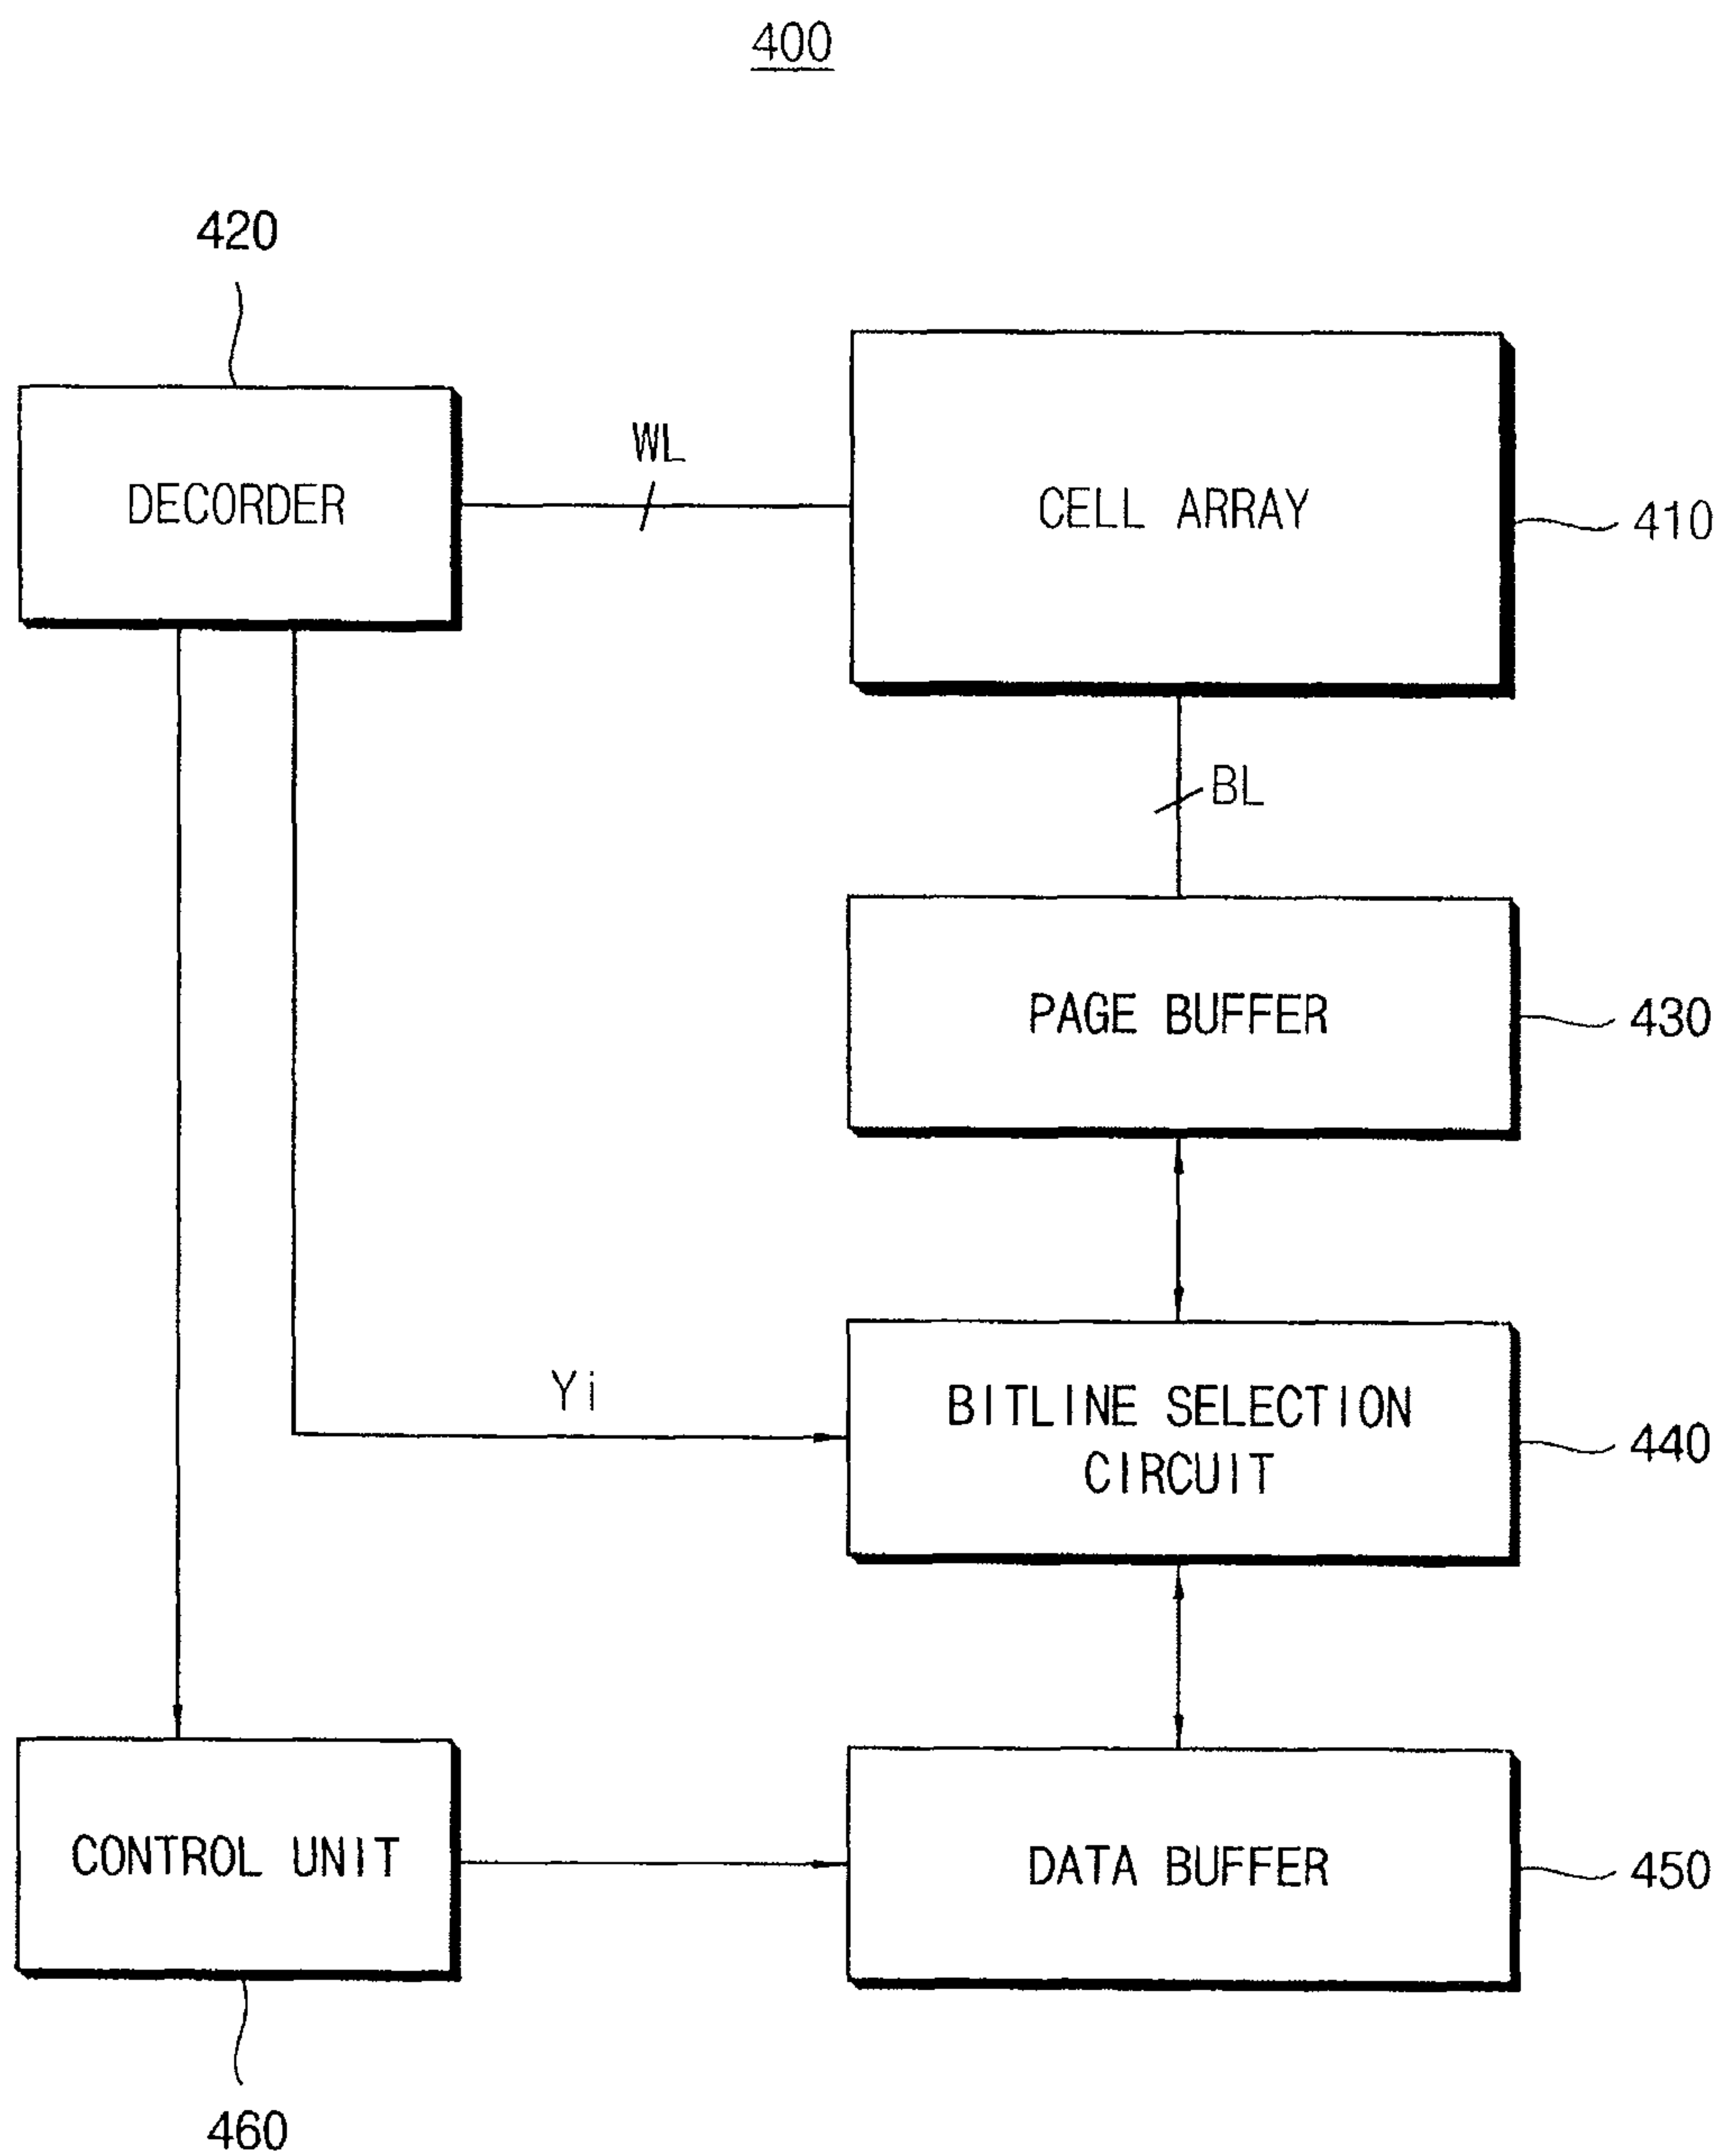 400
420
DECORDER
WL
CELL ARRAY
410
BL
PAGE BUFFER
430
Yi
BITLINE SELECTION
CIRCUIT
440
CONTROL UNIT
DATA BUFFER
450
460